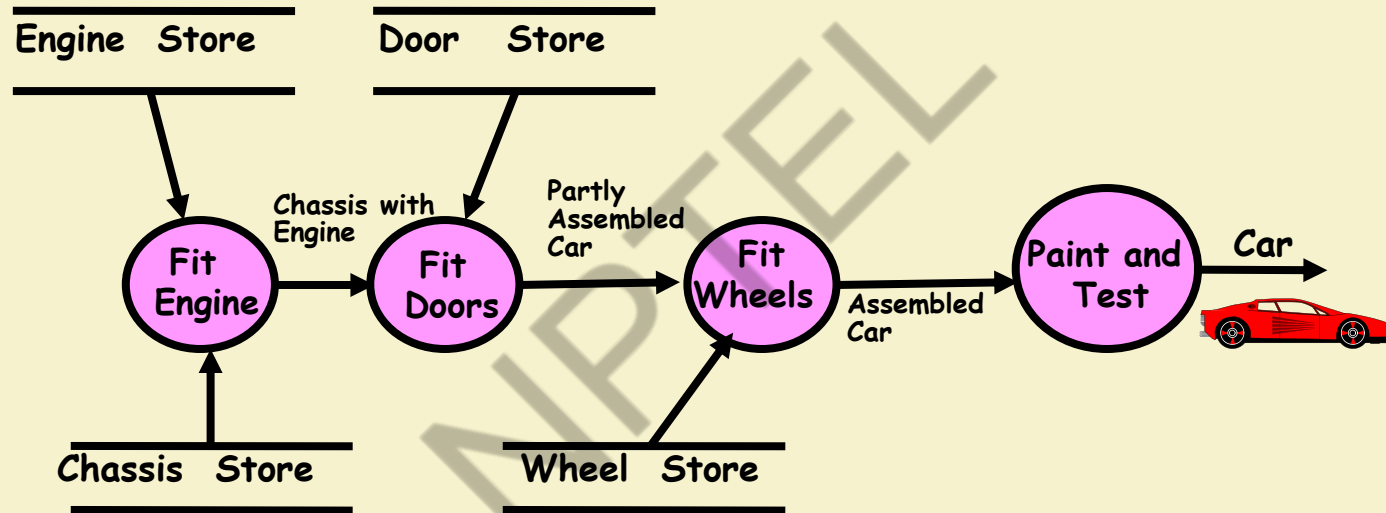 Engine Store
Door Store
Chassis with
Engine
Partly
Assembled
Car
Fit
Engine
Fit
Doors
Fit
Wheels
Assembled
Car
Paint and
Test
Car
Chassis Store
Wheel Store
NPTEL